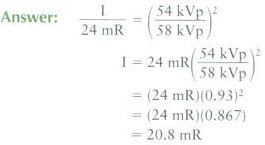 Answer: I / 24 mR = (54 kVp / 58 kVp)²
I = 24 mR(54 kVp / 58 kVp)²
= (24 mR)(0.93)²
= (24 mR)(0.867)
= 20.8 mR